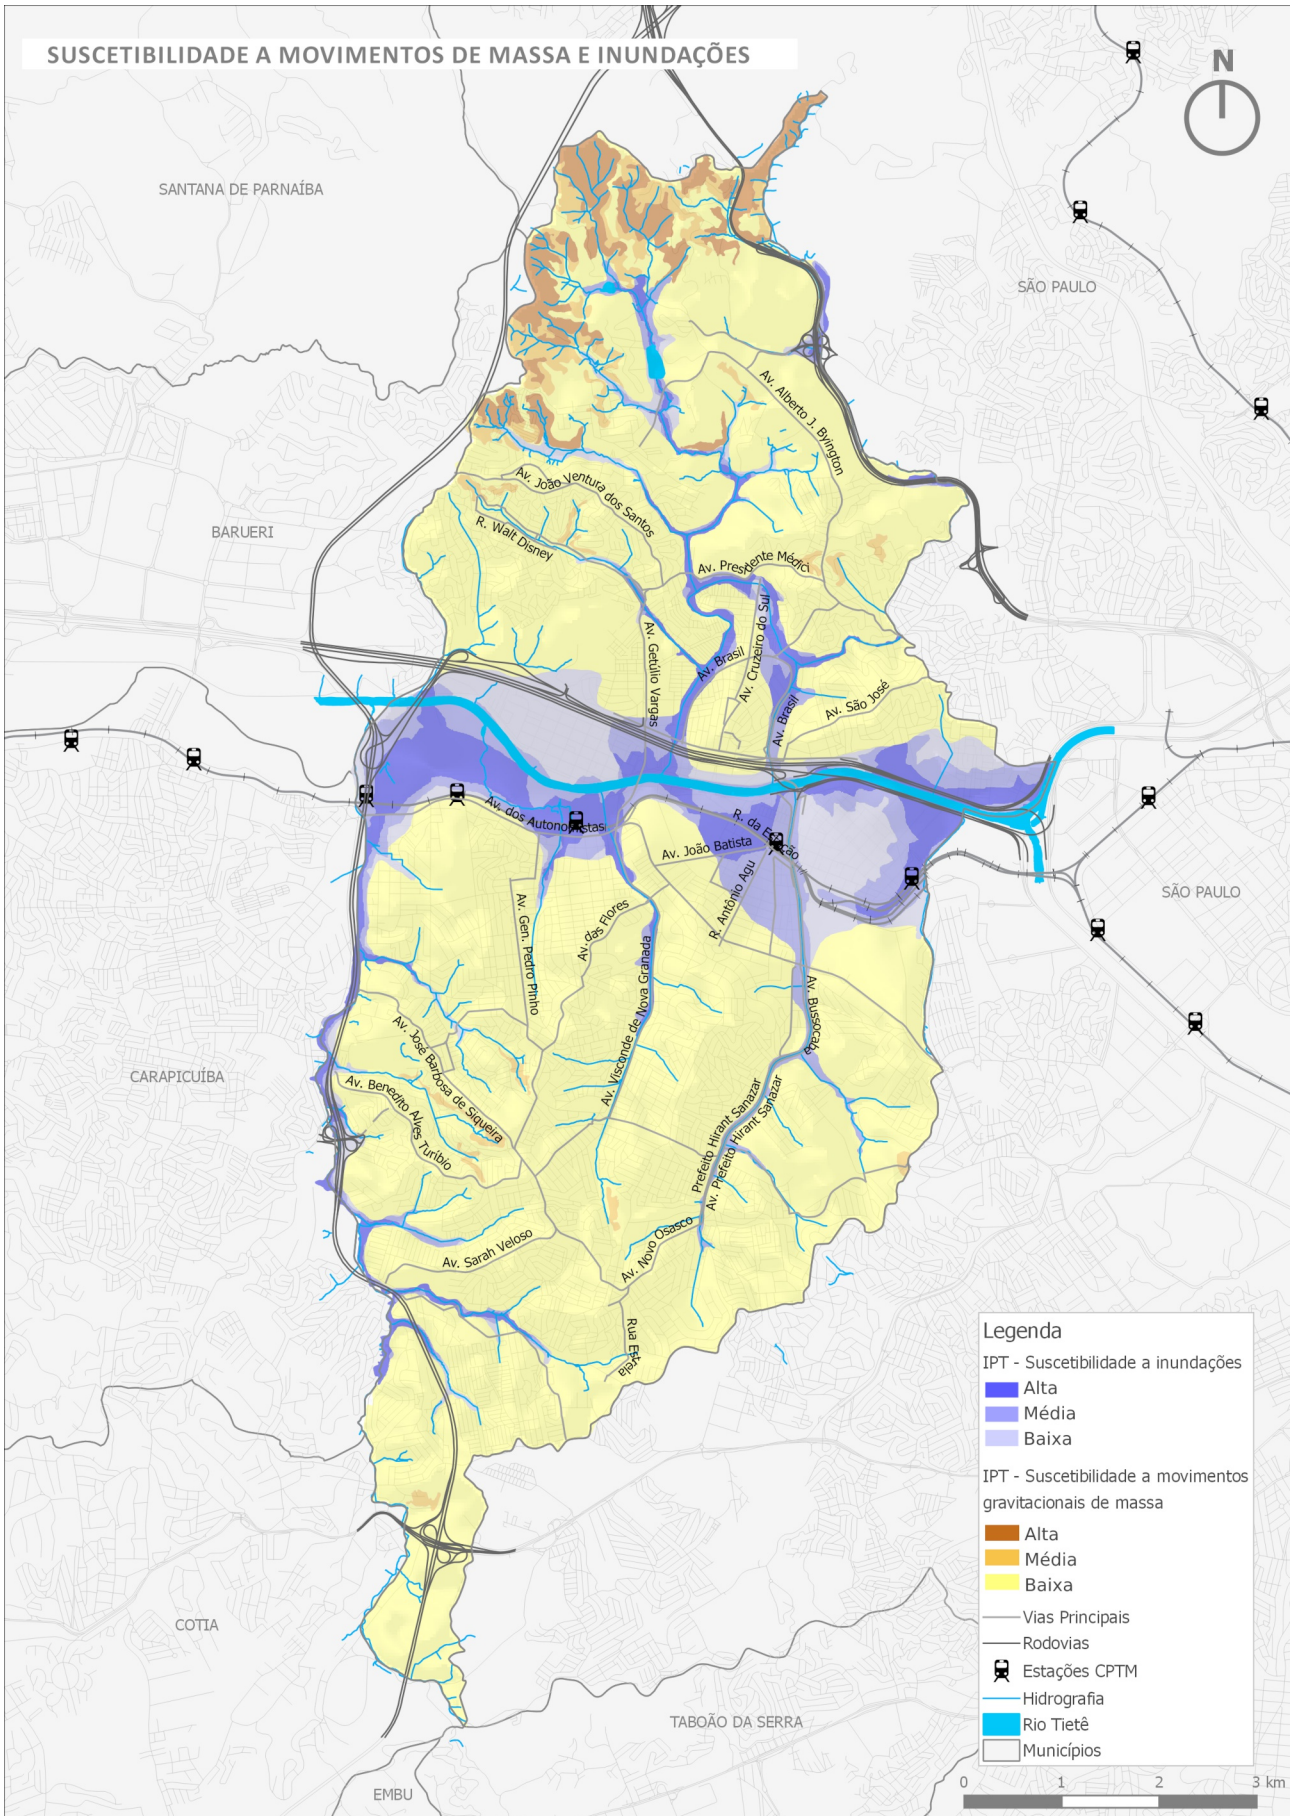 SUSCETIBILIDADE A MOVIMENTOS DE MASSA E INUNDAÇÕES
N
SANTANA DE PARNAÍBA
SÃO PAULO
Av. Alberto J. Byington
Av. João Ventura dos Santos
BARUERI
R. Walt Disney
Av. Presidente Médici
Av. Getúlio Vargas
Av. Cruzeiro do Sul
Av. Brasil
Av. São José
Av. Brasil
Av. dos Autonomistas
R. da Estação
Av. João Batista
SÃO PAULO
R. Antônio Agu
Av. Gen. Pedro Pinho
Av. das Flores
Av. Visconde de Nova Granada
Av. Bussocaba
Av. José Barbosa de Siqueira
CARAPICUÍBA
Av. Benedito Alves Turíbio
Prefeito Hirant Sanazar
Av. Prefeito Hirant Sanazar
Av. Sarah Veloso
Av. Novo Osasco
Rua Estrela
COTIA
TABOÃO DA SERRA
EMBU
Legenda
IPT - Suscetibilidade a inundações
Alta
Média
Baixa
IPT - Suscetibilidade a movimentos
gravitacionais de massa
Alta
Média
Baixa
Vias Principais
Rodovias
Estações CPTM
Hidrografia
Rio Tietê
Municípios
0 1 2 3 km